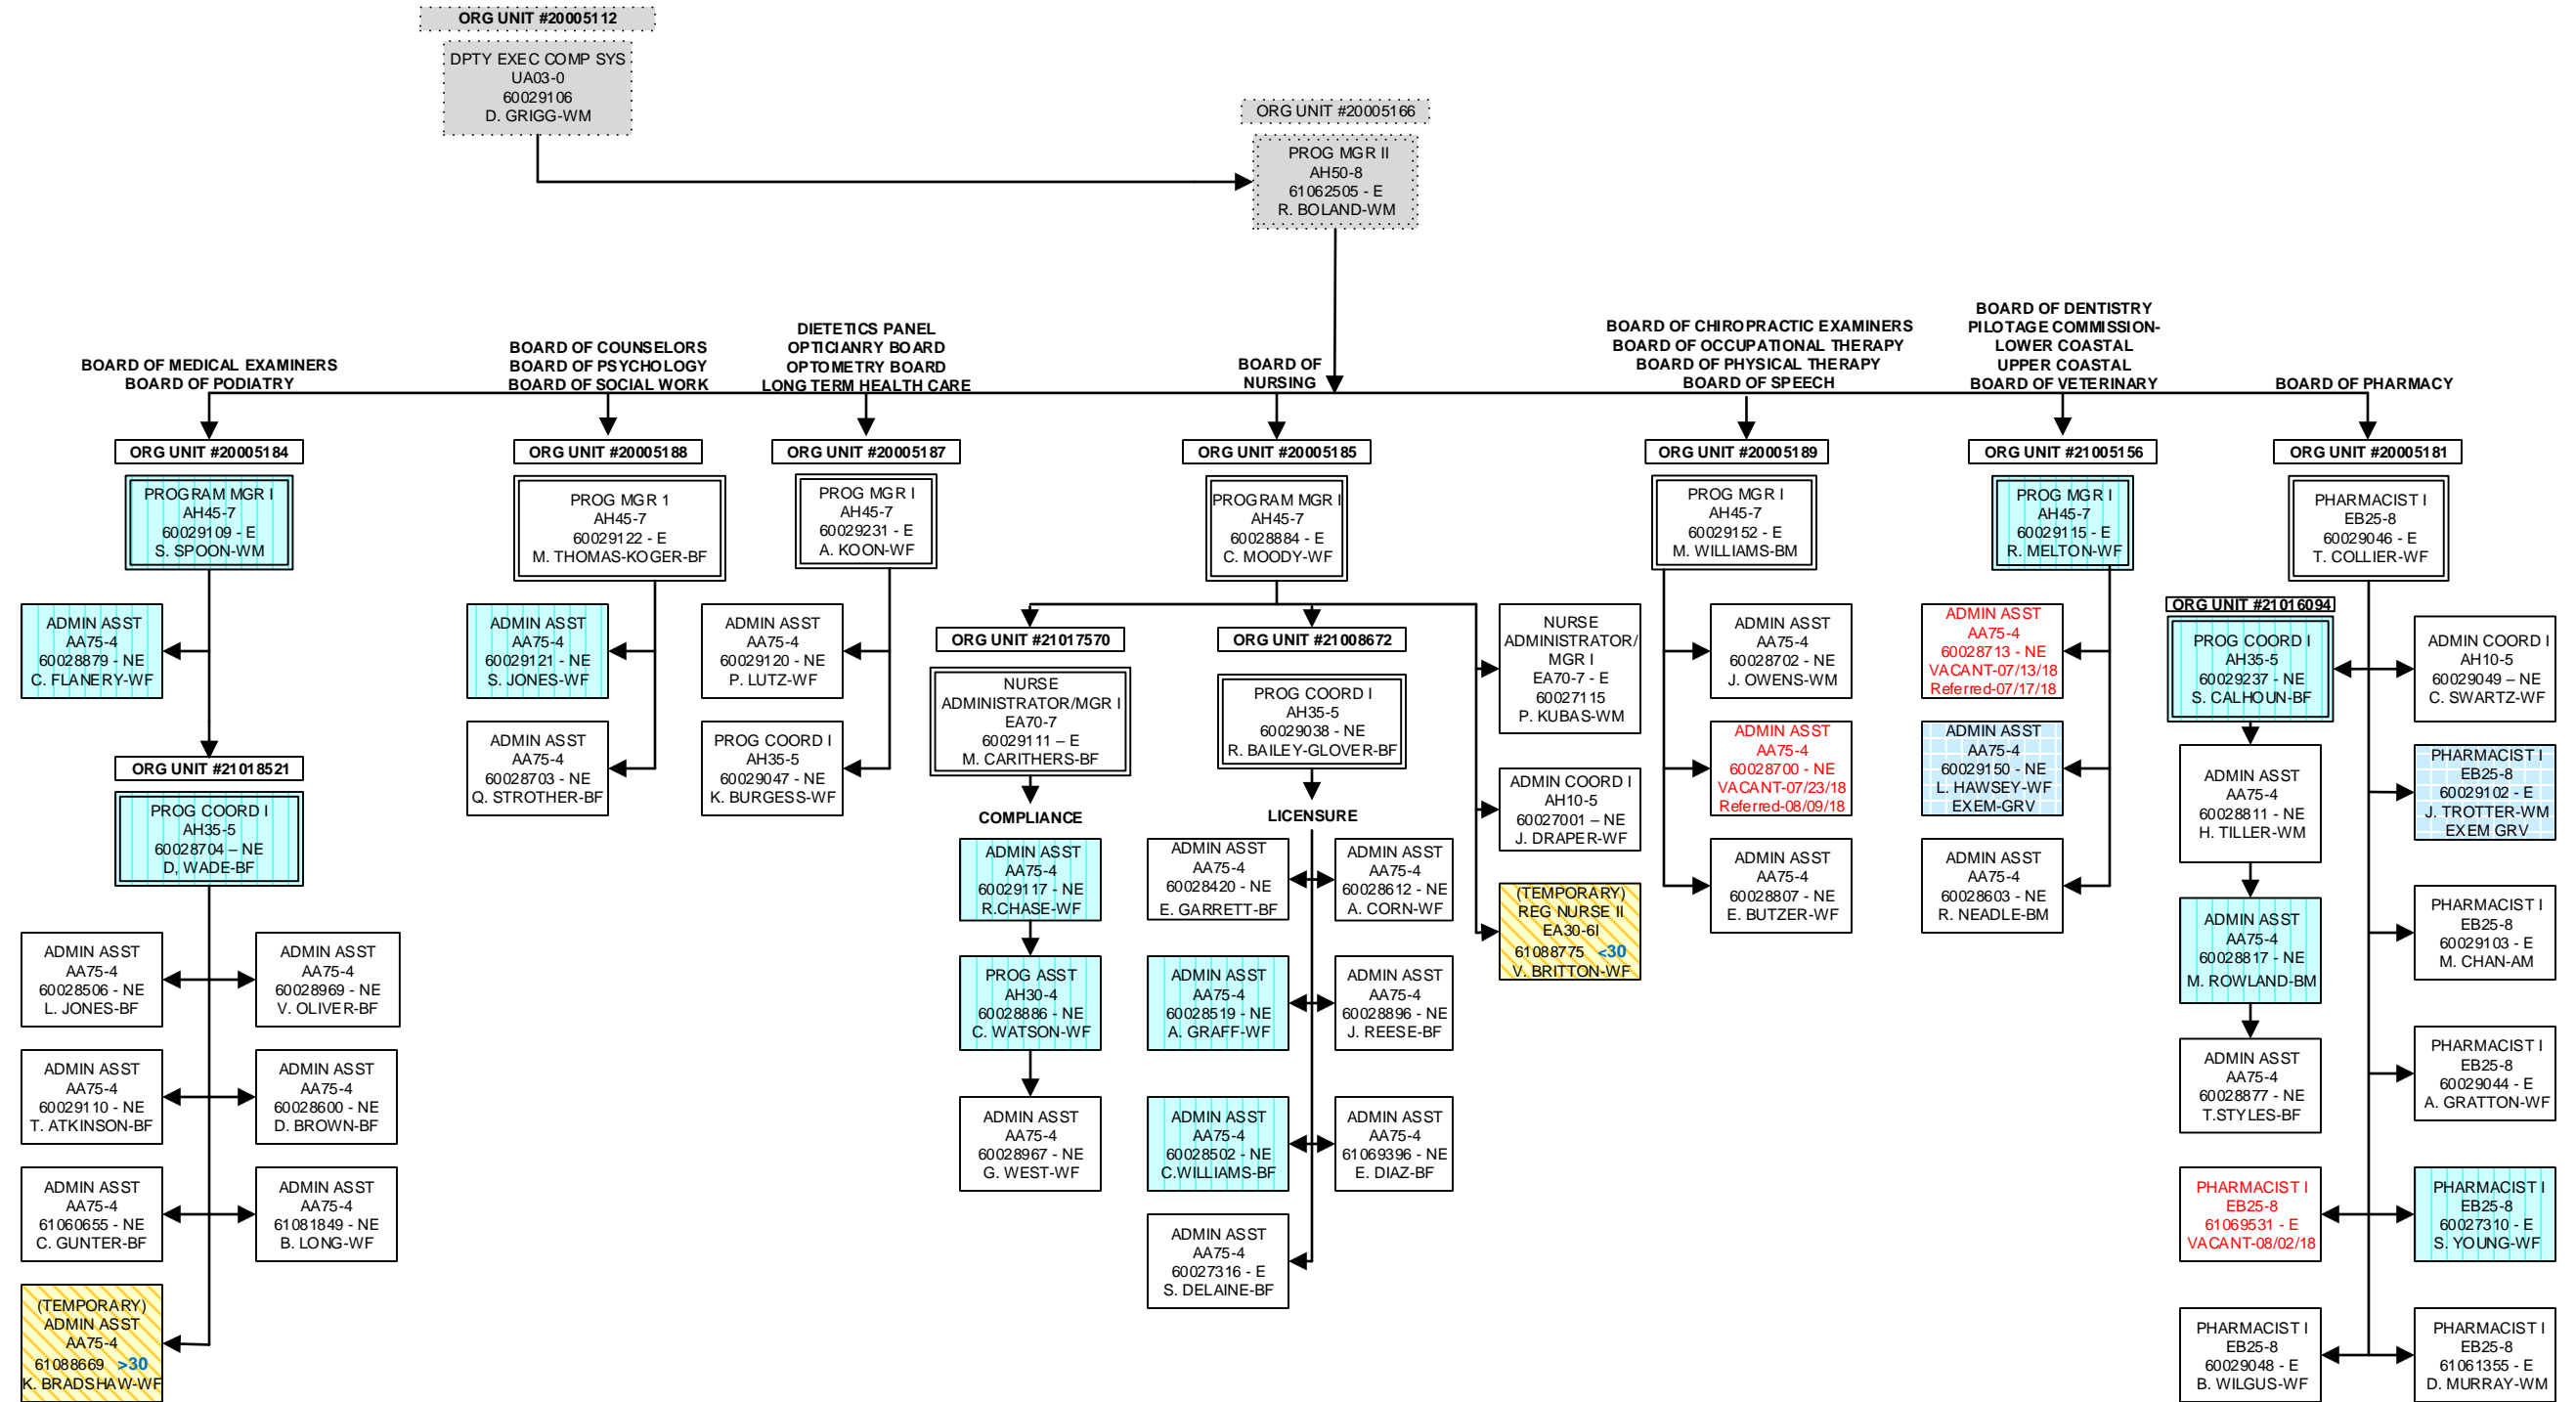 ORG UNIT #20005112
DPTY EXEC COMP SYS
UA03-0
60029106
D. GRIGG-WM
ORG UNIT #20005166
PROG MGR II
AH50-8
61062505 - E
R. BOLAND-WM
BOARD OF MEDICAL EXAMINERS
BOARD OF PODIATRY
ORG UNIT #20005184
PROGRAM MGR I
AH45-7
60029109 - E
S. SPOON-WM
ADMIN ASST
AA75-4
60028879 - NE
C. FLANERY-WF
ORG UNIT #21018521
PROG COORD I
AH35-5
60028704 – NE
D, WADE-BF
ADMIN ASST
AA75-4
60028506 - NE
L. JONES-BF
ADMIN ASST
AA75-4
60028969 - NE
V. OLIVER-BF
ADMIN ASST
AA75-4
60029110 - NE
T. ATKINSON-BF
ADMIN ASST
AA75-4
60028600 - NE
D. BROWN-BF
ADMIN ASST
AA75-4
61060655 - NE
C. GUNTER-BF
ADMIN ASST
AA75-4
61081849 - NE
B. LONG-WF
(TEMPORARY)
ADMIN ASST
AA75-4
61088669 >30
K. BRADSHAW-WF
BOARD OF COUNSELORS
BOARD OF PSYCHOLOGY
BOARD OF SOCIAL WORK
ORG UNIT #20005188
PROG MGR 1
AH45-7
60029122 - E
M. THOMAS-KOGER-BF
ADMIN ASST
AA75-4
60029121 - NE
S. JONES-WF
ADMIN ASST
AA75-4
60028703 - NE
Q. STROTHER-BF
DIETETICS PANEL
OPTICIANRY BOARD
OPTOMETRY BOARD
LONG TERM HEALTH CARE
ORG UNIT #20005187
PROG MGR I
AH45-7
60029231 - E
A. KOON-WF
ADMIN ASST
AA75-4
60029120 - NE
P. LUTZ-WF
PROG COORD I
AH35-5
60029047 - NE
K. BURGESS-WF
BOARD OF
NURSING
ORG UNIT #20005185
PROGRAM MGR I
AH45-7
60028884 - E
C. MOODY-WF
ORG UNIT #21017570
NURSE
ADMINISTRATOR/MGR I
EA70-7
60029111 – E
M. CARITHERS-BF
COMPLIANCE
ADMIN ASST
AA75-4
60029117 - NE
R.CHASE-WF
PROG ASST
AH30-4
60028886 - NE
C. WATSON-WF
ADMIN ASST
AA75-4
60028967 - NE
G. WEST-WF
ORG UNIT #21008672
PROG COORD I
AH35-5
60029038 - NE
R. BAILEY-GLOVER-BF
LICENSURE
ADMIN ASST
AA75-4
60028420 - NE
E. GARRETT-BF
ADMIN ASST
AA75-4
60028612 - NE
A. CORN-WF
ADMIN ASST
AA75-4
60028519 - NE
A. GRAFF-WF
ADMIN ASST
AA75-4
60028896 - NE
J. REESE-BF
ADMIN ASST
AA75-4
60028502 - NE
C.WILLIAMS-BF
ADMIN ASST
AA75-4
61069396 - NE
E. DIAZ-BF
ADMIN ASST
AA75-4
60027316 - E
S. DELAINE-BF
NURSE
ADMINISTRATOR/
MGR I
EA70-7 - E
60027115
P. KUBAS-WM
ADMIN COORD I
AH10-5
60027001 – NE
J. DRAPER-WF
(TEMPORARY)
REG NURSE II
EA30-6I
61088775 <30
V. BRITTON-WF
BOARD OF CHIROPRACTIC EXAMINERS
BOARD OF OCCUPATIONAL THERAPY
BOARD OF PHYSICAL THERAPY
BOARD OF SPEECH
ORG UNIT #20005189
PROG MGR I
AH45-7
60029152 - E
M. WILLIAMS-BM
ADMIN ASST
AA75-4
60028702 - NE
J. OWENS-WM
ADMIN ASST
AA75-4
60028700 - NE
VACANT-07/23/18
Referred-08/09/18
ADMIN ASST
AA75-4
60028807 - NE
E. BUTZER-WF
BOARD OF DENTISTRY
PILOTAGE COMMISSION-
LOWER COASTAL
UPPER COASTAL
BOARD OF VETERINARY
ORG UNIT #21005156
PROG MGR I
AH45-7
60029115 - E
R. MELTON-WF
ADMIN ASST
AA75-4
60028713 - NE
VACANT-07/13/18
Referred-07/17/18
ADMIN ASST
AA75-4
60029150 - NE
L. HAWSEY-WF
EXEM-GRV
ADMIN ASST
AA75-4
60028603 - NE
R. NEADLE-BM
BOARD OF PHARMACY
ORG UNIT #20005181
PHARMACIST I
EB25-8
60029046 - E
T. COLLIER-WF
ORG UNIT #21016094
PROG COORD I
AH35-5
60029237 - NE
S. CALHOUN-BF
ADMIN COORD I
AH10-5
60029049 – NE
C. SWARTZ-WF
ADMIN ASST
AA75-4
60028811 - NE
H. TILLER-WM
PHARMACIST I
EB25-8
60029102 - E
J. TROTTER-WM
EXEM GRV
ADMIN ASST
AA75-4
60028817 - NE
M. ROWLAND-BM
PHARMACIST I
EB25-8
60029103 - E
M. CHAN-AM
ADMIN ASST
AA75-4
60028877 - NE
T.STYLES-BF
PHARMACIST I
EB25-8
60029044 - E
A. GRATTON-WF
PHARMACIST I
EB25-8
61069531 - E
VACANT-08/02/18
PHARMACIST I
EB25-8
60027310 - E
S. YOUNG-WF
PHARMACIST I
EB25-8
60029048 - E
B. WILGUS-WF
PHARMACIST I
EB25-8
61061355 - E
D. MURRAY-WM